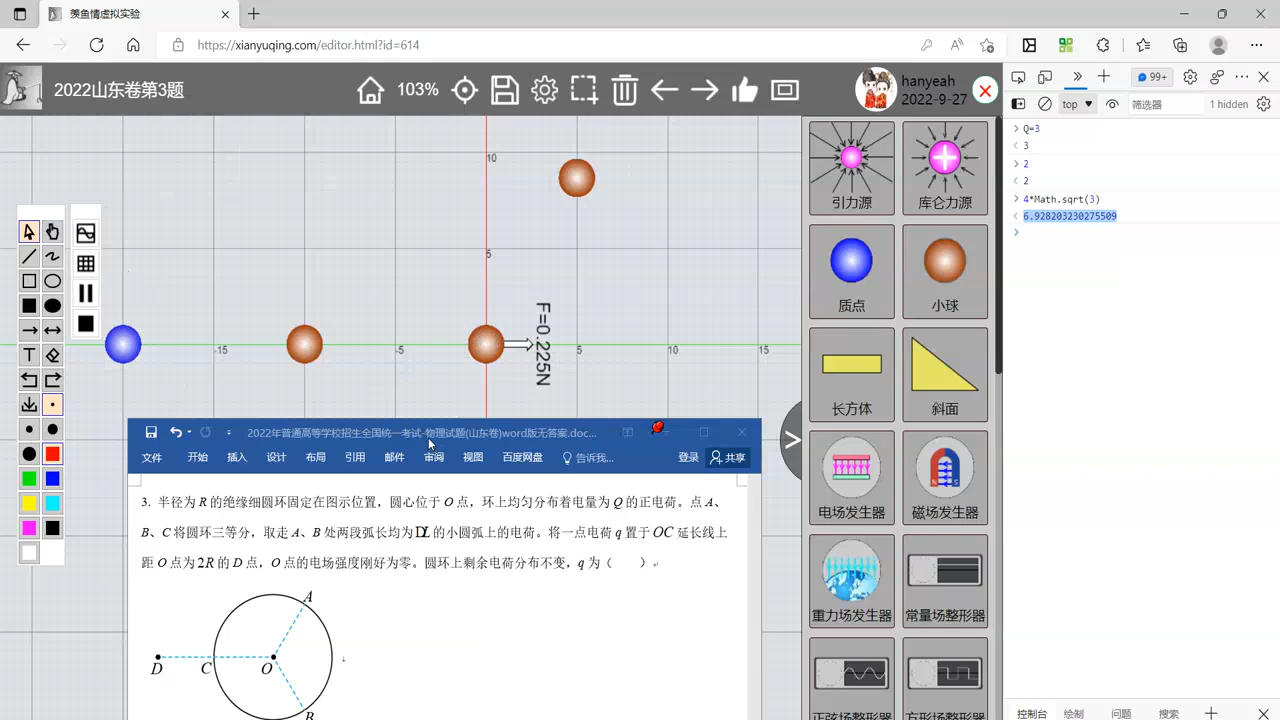 羡鱼情虚拟实验
https://xianyuqing.com/editor.html?id=614
2022山东卷第3题
103%
hanyeah
2022-9-27
10
5
-15
-5
5
10
15
F=0.225N
引力源
库仑力源
质点
小球
长方体
斜面
电场发生器
磁场发生器
重力场发生器
常量场整形器
正弦场整形器
方形场整形器
99+
top
筛选器
1 hidden
Q=3
3
2
2
4*Math.sqrt(3)
6.928203230275509
控制台
绘制
问题
搜索
2022年普通高等学校招生全国统一考试-物理试题(山东卷)word版无答案.doc...
文件
开始
插入
设计
布局
引用
邮件
审阅
视图
百度网盘
告诉我...
登录
共享
3. 半径为 R 的绝缘细圆环固定在图示位置，圆心位于 O 点，环上均匀分布着电量为 Q 的正电荷。点 A、
B、C 将圆环三等分，取走 A、B 处两段弧长均为DL的小圆弧上的电荷。将一点电荷 q 置于 OC 延长线上
距 O 点为2R的 D 点，O 点的电场强度刚好为零。圆环上剩余电荷分布不变，q 为（　　）
A
D
C
O
B
T